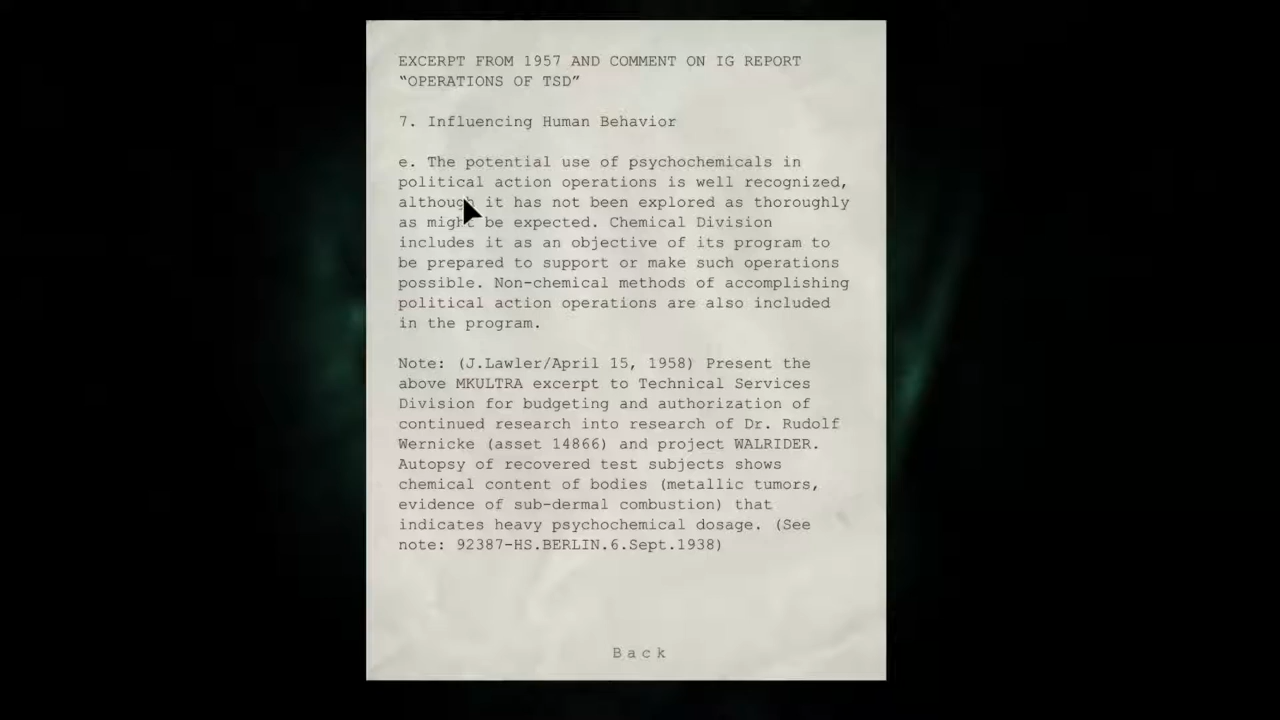 EXCERPT FROM 1957 AND COMMENT ON IG REPORT
“OPERATIONS OF TSD”
7. Influencing Human Behavior
e. The potential use of psychochemicals in
political action operations is well recognized,
although it has not been explored as thoroughly
as might be expected. Chemical Division
includes it as an objective of its program to
be prepared to support or make such operations
possible. Non-chemical methods of accomplishing
political action operations are also included
in the program.
Note: (J.Lawler/April 15, 1958) Present the
above MKULTRA excerpt to Technical Services
Division for budgeting and authorization of
continued research into research of Dr. Rudolf
Wernicke (asset 14866) and project WALRIDER.
Autopsy of recovered test subjects shows
chemical content of bodies (metallic tumors,
evidence of sub-dermal combustion) that
indicates heavy psychochemical dosage. (See
note: 92387-HS.BERLIN.6.Sept.1938)
Back